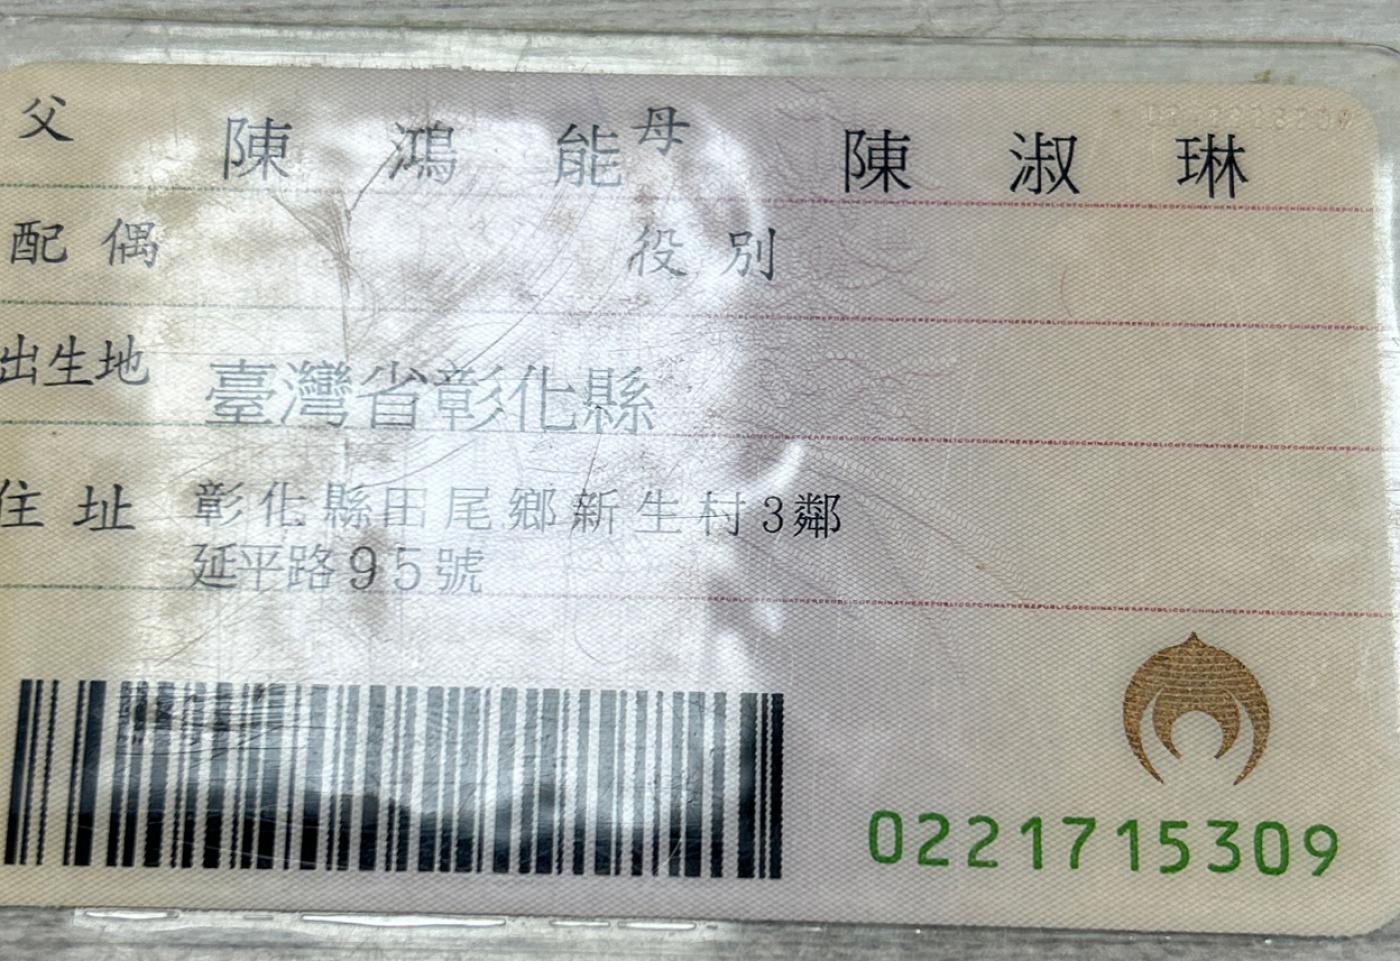 父 陳鴻能 母 陳淑琳
配偶 役別
出生地 臺灣省彰化縣
住址 彰化縣田尾鄉新生村3鄰
延平路95號
0221715309